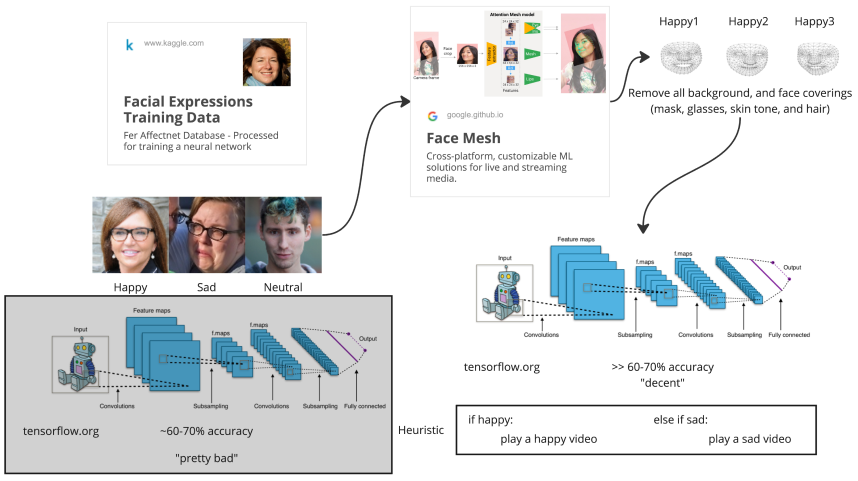 www.kaggle.com
Facial Expressions
Training Data
Fer Affectnet Database - Processed
for training a neural network
Happy
Sad
Neutral
Attention Mesh model
Face
crop
Camera frame
Mesh
Lips
Features
google.github.io
Face Mesh
Cross-platform, customizable ML
solutions for live and streaming
media.
Happy1
Happy2
Happy3
Remove all background, and face coverings
(mask, glasses, skin tone, and hair)
Input
Feature maps
f.maps
f.maps
Output
Convolutions
Subsampling
Convolutions
Subsampling
Fully connected
tensorflow.org
~60-70% accuracy
"pretty bad"
Input
Feature maps
f.maps
f.maps
Output
Convolutions
Subsampling
Convolutions
Subsampling
Fully connected
tensorflow.org
>> 60-70% accuracy
"decent"
Heuristic
if happy:
play a happy video
else if sad:
play a sad video